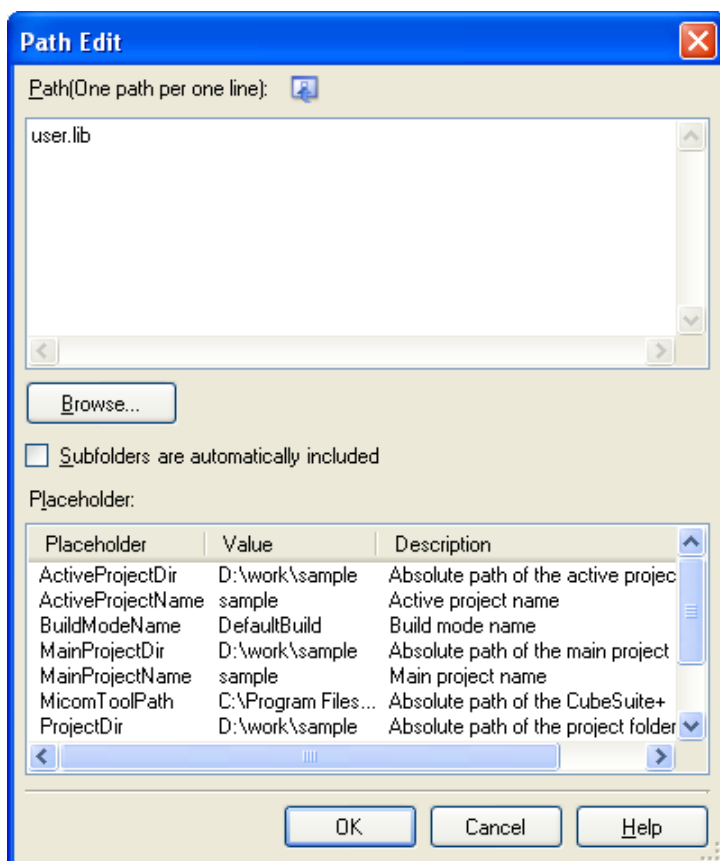 Path Edit
Path(One path per one line):
user.lib
Browse...
Subfolders are automatically included
Placeholder:
Placeholder Value Description
ActiveProjectDir D:\work\sample Absolute path of the active projec
ActiveProjectName sample Active project name
BuildModeName DefaultBuild Build mode name
MainProjectDir D:\work\sample Absolute path of the main project
MainProjectName sample Main project name
MicomToolPath C:\Program Files... Absolute path of the CubeSuite+
ProjectDir D:\work\sample Absolute path of the project folder
OK Cancel Help